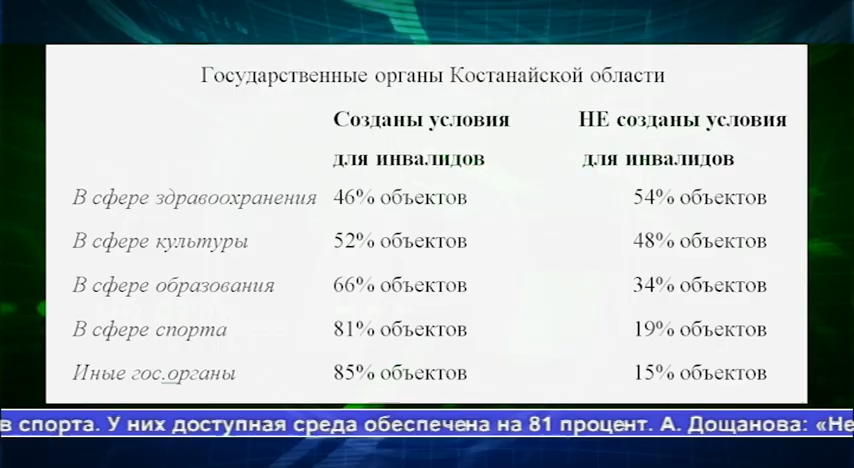 Государственные органы Костанайской области
Созданы условия НЕ созданы условия
для инвалидов для инвалидов
В сфере здравоохранения 46% объектов 54% объектов
В сфере культуры 52% объектов 48% объектов
В сфере образования 66% объектов 34% объектов
В сфере спорта 81% объектов 19% объектов
Иные гос.органы 85% объектов 15% объектов
в спорта. У них доступная среда обеспечена на 81 процент. А. Дощанова: «Не